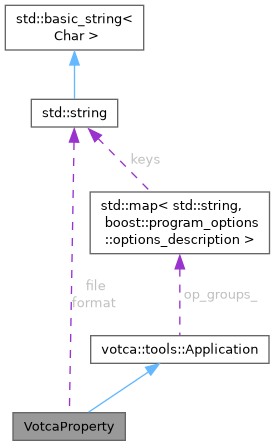 std::basic_string<
Char >
std::string
keys
std::map< std::string,
boost::program_options
::options_description >
file
format
op_groups_
votca::tools::Application
VotcaProperty